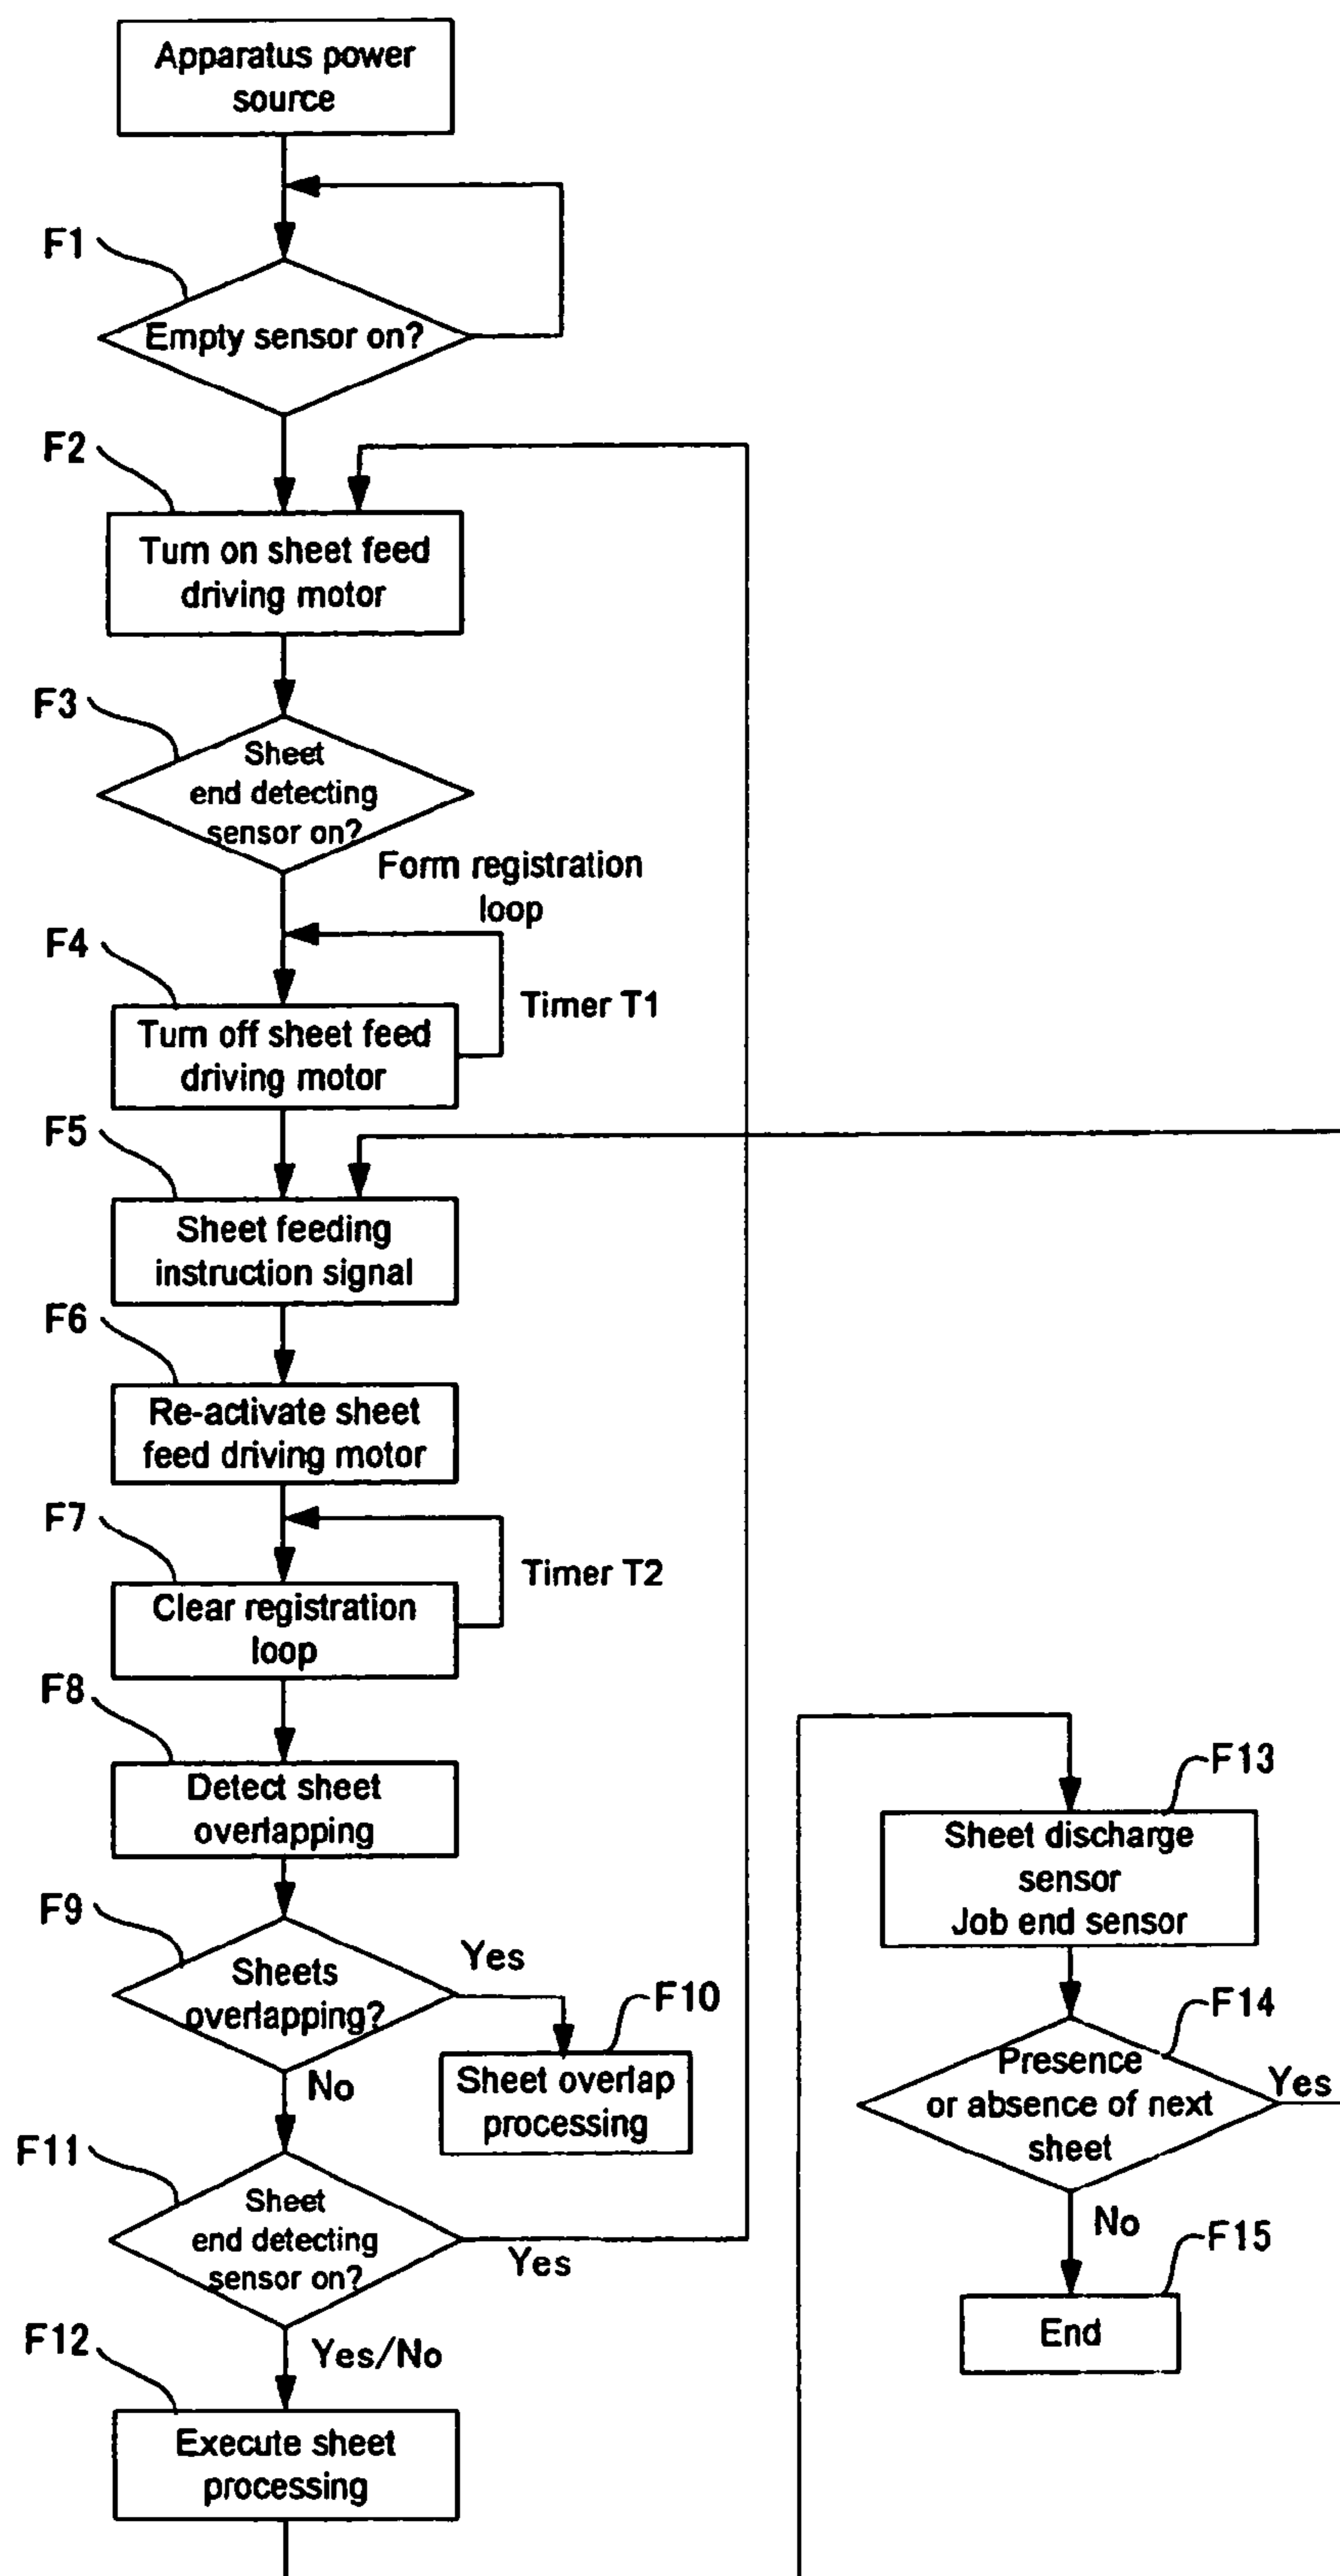 Apparatus power
source
F1
Empty sensor on?
F2
Turn on sheet feed
driving motor
F3
Sheet
end detecting
sensor on?
Form registration
loop
F4
Timer T1
Turn off sheet feed
driving motor
F5
Sheet feeding
instruction signal
F6
Re-activate sheet
feed driving motor
F7
Timer T2
Clear registration
loop
F8
Detect sheet
overlapping
F9
Sheets
overlapping?
Yes
F10
Sheet overlap
processing
No
F11
Sheet
end detecting
sensor on?
Yes
Yes/No
F12
Execute sheet
processing
F13
Sheet discharge
sensor
Job end sensor
F14
Presence
or absence of next
sheet
Yes
No
F15
End